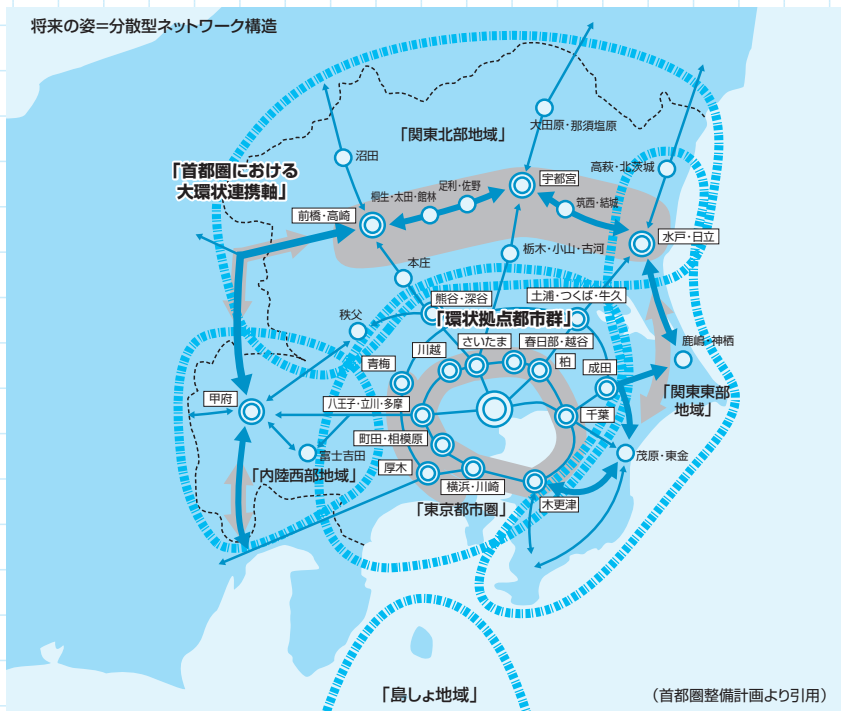 将来の姿=分散型ネットワーク構造
「関東北部地域」
大田原・那須塩原
沼田
高萩・北茨城
「首都圏における
大環状連携軸」
足利・佐野
宇都宮
桐生・太田・館林
筑西・結城
前橋・高崎
水戸・日立
栃木・小山・古河
本庄
熊谷・深谷
土浦・つくば・牛久
秩父
「環状拠点都市群」
さいたま
春日部・越谷
鹿嶋・神栖
川越
柏
青梅
成田
「関東東部
地域」
甲府
八王子・立川・多摩
千葉
町田・相模原
富士吉田
茂原・東金
「内陸西部地域」
厚木
横浜・川崎
木更津
「東京都市圏」
「島しょ地域」
(首都圏整備計画より引用)